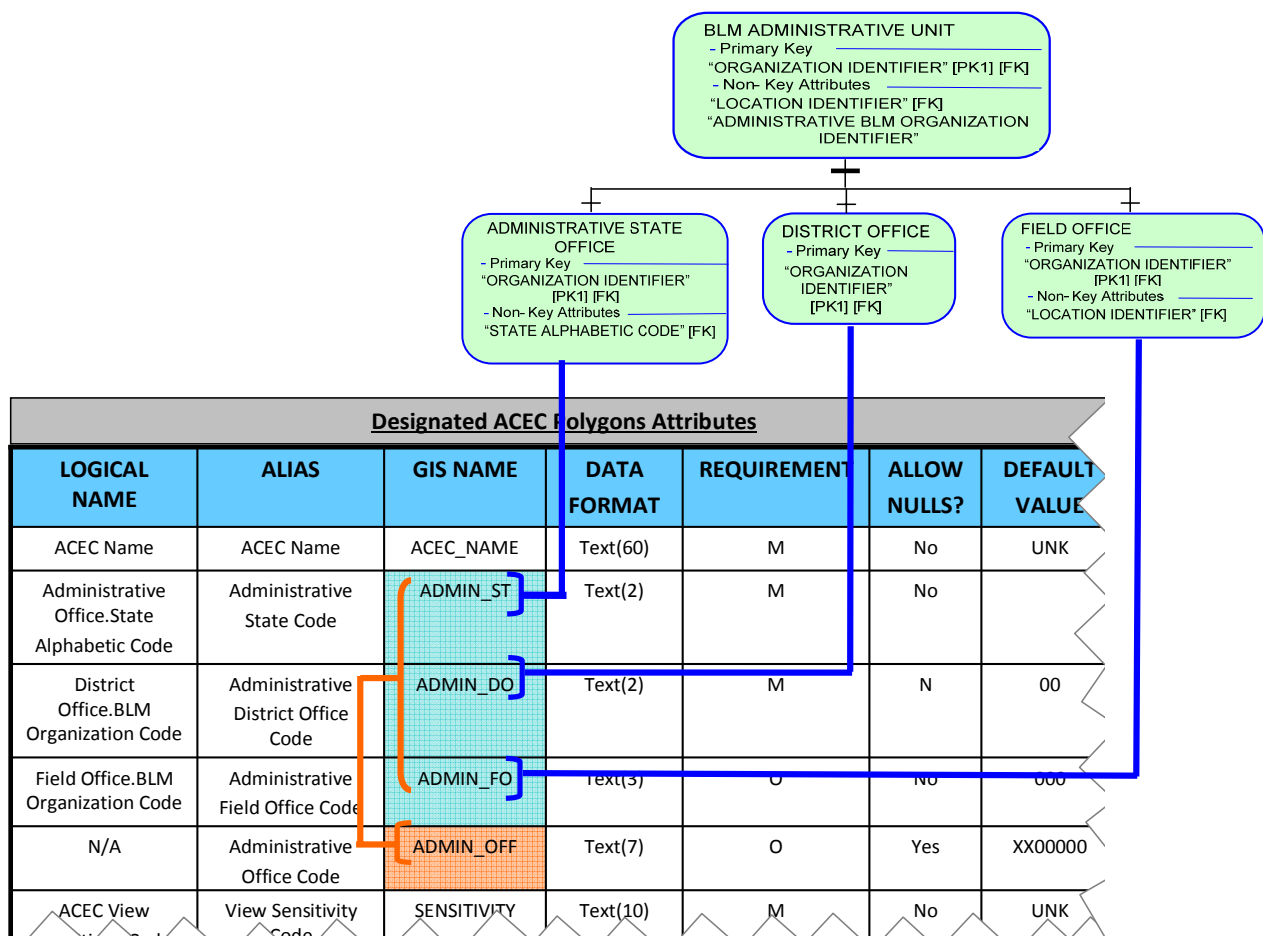 BLM ADMINISTRATIVE UNIT
- Primary Key
“ORGANIZATION IDENTIFIER” [PK1] [FK]
- Non- Key Attributes
“LOCATION IDENTIFIER” [FK]
“ADMINISTRATIVE BLM ORGANIZATION
IDENTIFIER”
ADMINISTRATIVE STATE
OFFICE
- Primary Key
“ORGANIZATION IDENTIFIER”
[PK1] [FK]
- Non- Key Attributes
“STATE ALPHABETIC CODE” [FK]
DISTRICT OFFICE
- Primary Key
“ORGANIZATION
IDENTIFIER”
[PK1] [FK]
FIELD OFFICE
- Primary Key
“ORGANIZATION IDENTIFIER”
[PK1] [FK]
- Non- Key Attributes
“LOCATION IDENTIFIER” [FK]
Designated ACEC Polygons Attributes
LOGICAL
NAME
ALIAS
GIS NAME
DATA
FORMAT
REQUIREMENT
ALLOW
NULLS?
DEFAULT
VALUE
ACEC Name
ACEC Name
ACEC_NAME
Text(60)
M
No
UNK
Administrative
Office.State
Alphabetic Code
Administrative
State Code
ADMIN_ST
Text(2)
M
No
District
Office.BLM
Organization Code
Administrative
District Office
Code
ADMIN_DO
Text(2)
M
N
00
Field Office.BLM
Organization Code
Administrative
Field Office Code
ADMIN_FO
Text(3)
O
No
000
N/A
Administrative
Office Code
ADMIN_OFF
Text(7)
O
Yes
XX00000
ACEC View
View Sensitivity
Code
SENSITIVITY
Text(10)
M
No
UNK